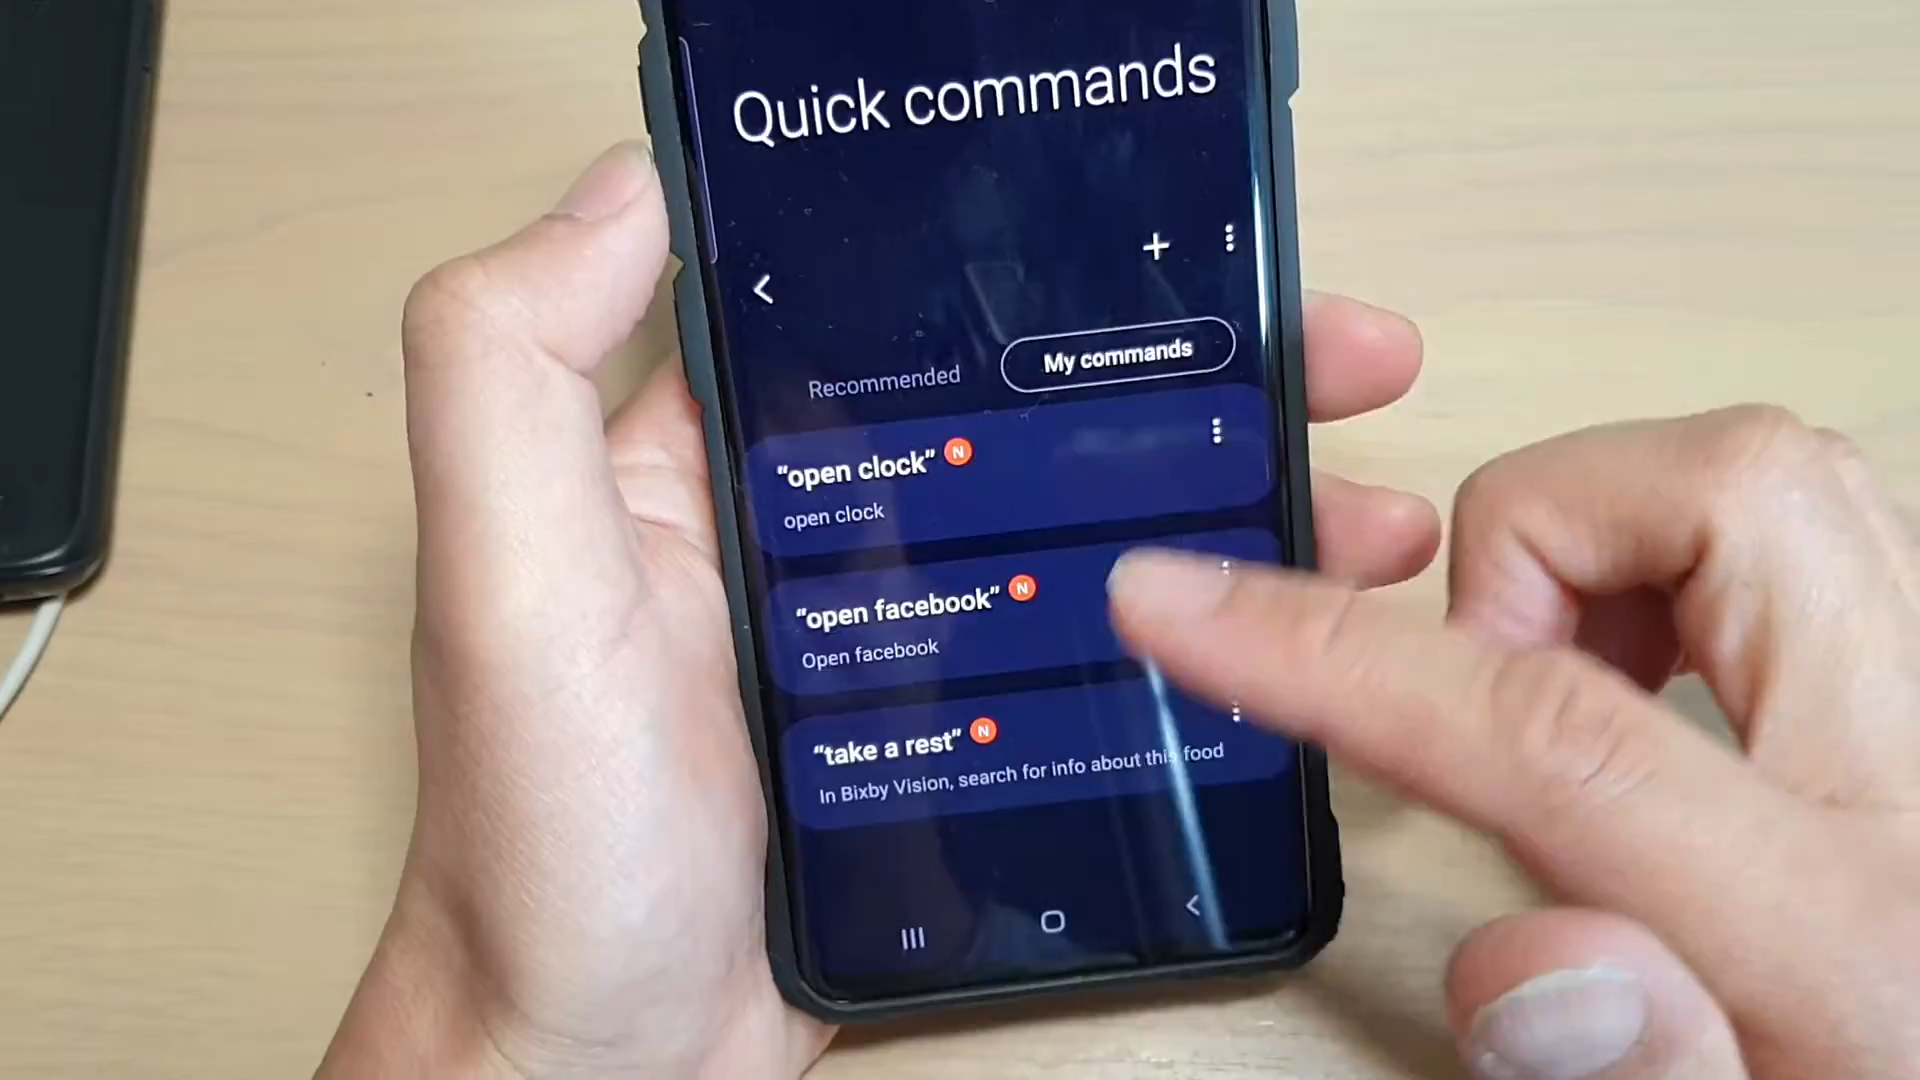 Quick commands
Recommended
My commands
“open clock” N
open clock
“open facebook” N
Open facebook
“take a rest” N
In Bixby Vision, search for info about this food